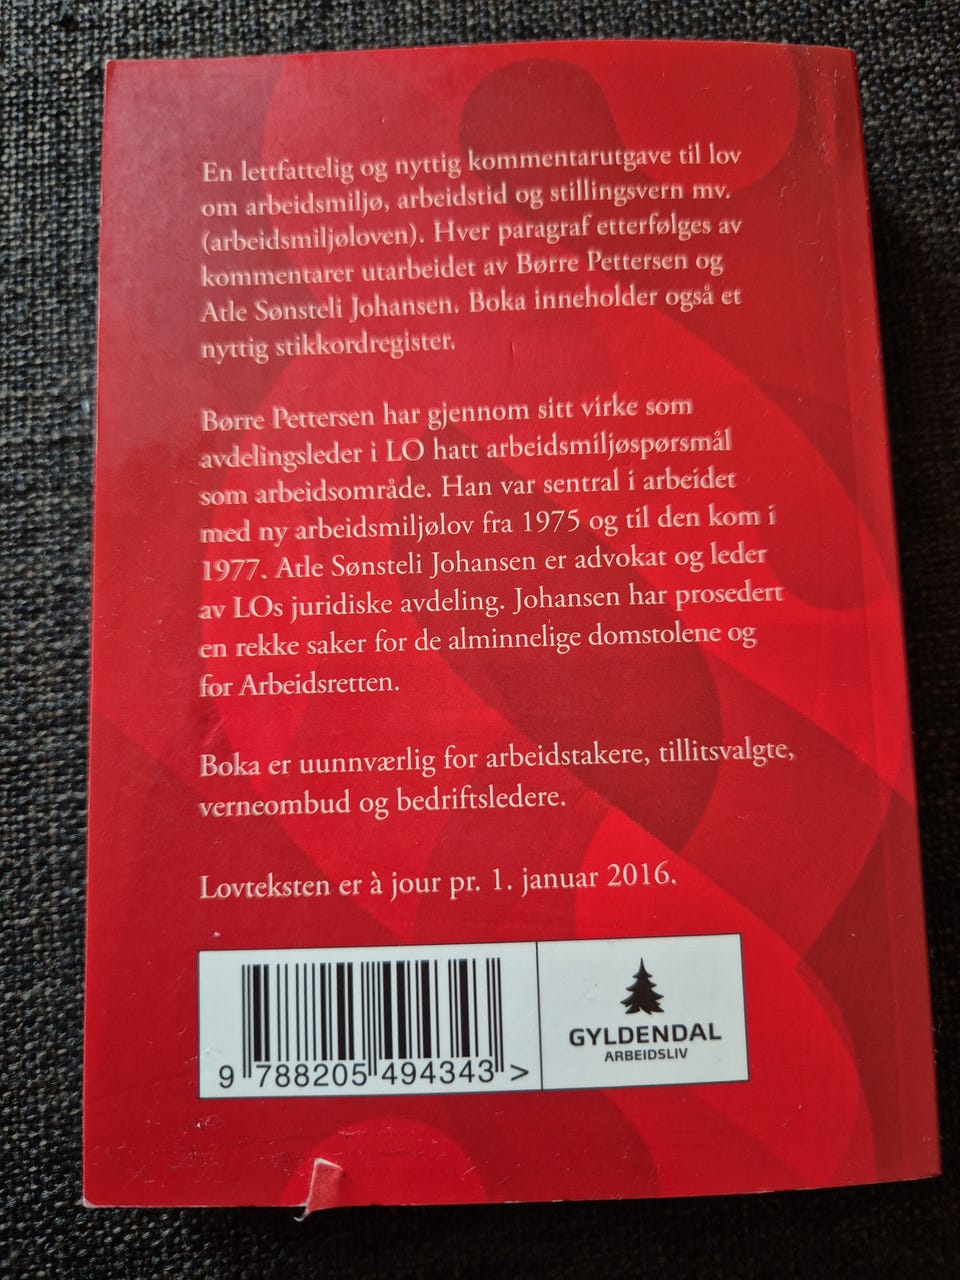 En lettfattelig og nyttig kommentarutgave til lov
om arbeidsmiljø, arbeidstid og stillingsvern mv.
(arbeidsmiljøloven). Hver paragraf etterfølges av
kommentarer utarbeidet av Børre Pettersen og
Atle Sønsteli Johansen. Boka inneholder også et
nyttig stikkordregister.
Børre Pettersen har gjennom sitt virke som
avdelingsleder i LO hatt arbeidsmiljøspørsmål
som arbeidsområde. Han var sentral i arbeidet
med ny arbeidsmiljølov fra 1975 og til den kom i
1977. Atle Sønsteli Johansen er advokat og leder
av LOs juridiske avdeling. Johansen har prosedert
en rekke saker for de alminnelige domstolene og
for Arbeidsretten.
Boka er uunnværlig for arbeidstakere, tillitsvalgte,
verneombud og bedriftsledere.
Lovteksten er à jour pr. 1. januar 2016.
9 788205 494343 >
GYLDENDAL
ARBEIDSLIV